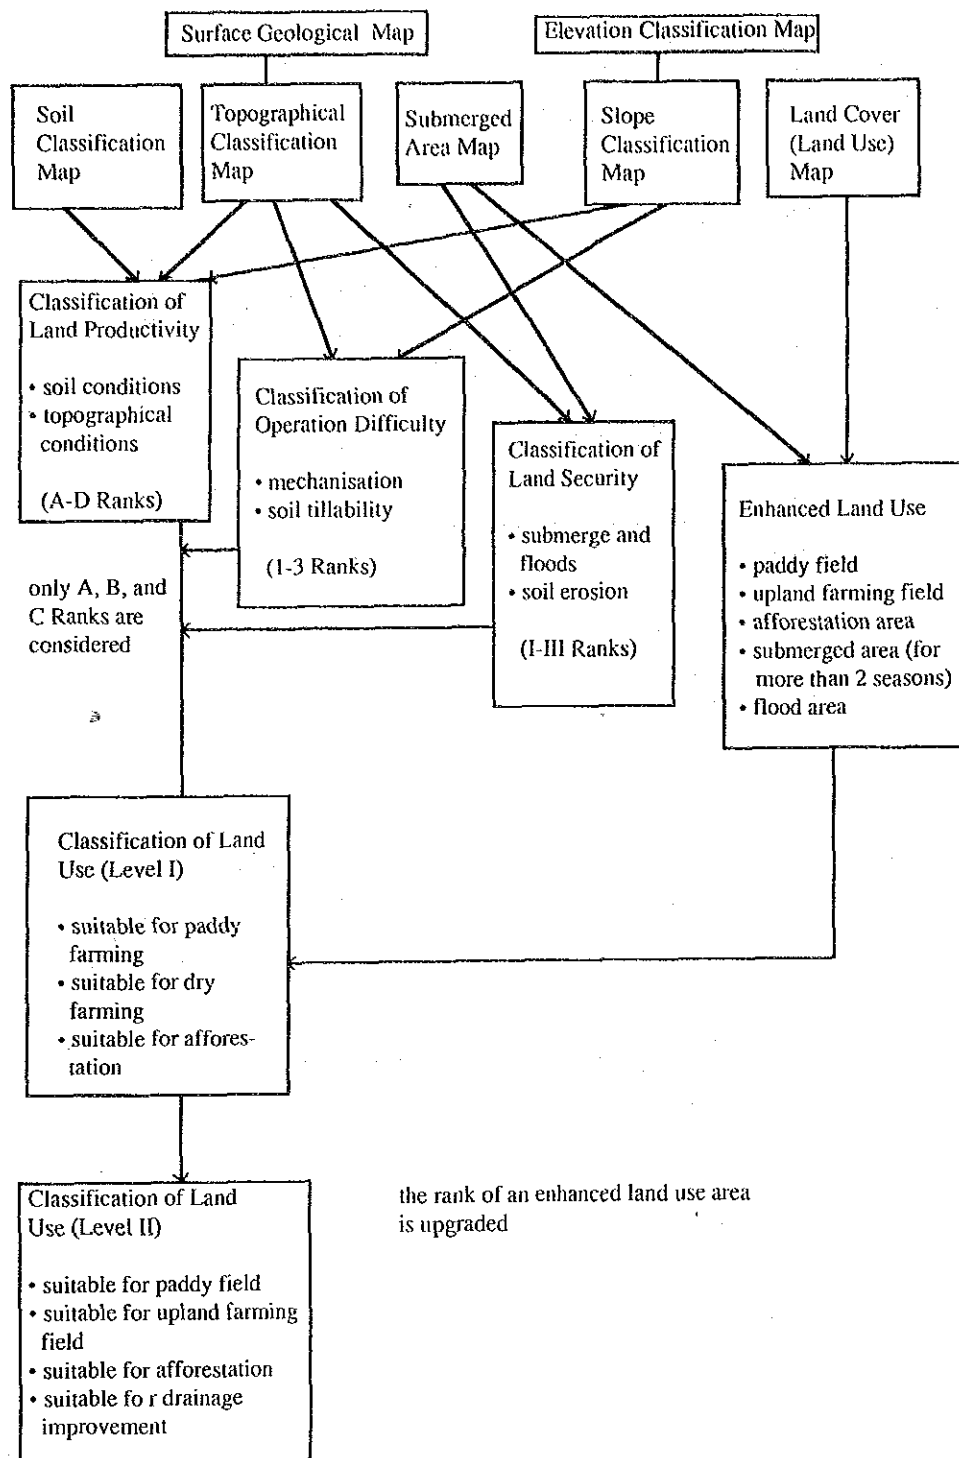 Surface Geological Map
Elevation Classification Map
Soil
Classification
Map
Topographical
Classification
Map
Submerged
Area Map
Slope
Classification
Map
Land Cover
(Land Use)
Map
Classification of
Land Productivity
• soil conditions
• topographical
conditions
(A-D Ranks)
Classification of
Operation Difficulty
• mechanisation
• soil tillability
(1-3 Ranks)
Classification of
Land Security
• submerge and
floods
• soil erosion
(I-III Ranks)
Enhanced Land Use
• paddy field
• upland farming field
• afforestation area
• submerged area (for
more than 2 seasons)
• flood area
only A, B, and
C Ranks are
considered
Classification of Land
Use (Level I)
• suitable for paddy
farming
• suitable for dry
farming
• suitable for affores-
tation
Classification of Land
Use (Level II)
• suitable for paddy field
• suitable for upland farming
field
• suitable for afforestation
• suitable fo r drainage
improvement
the rank of an enhanced land use area
is upgraded